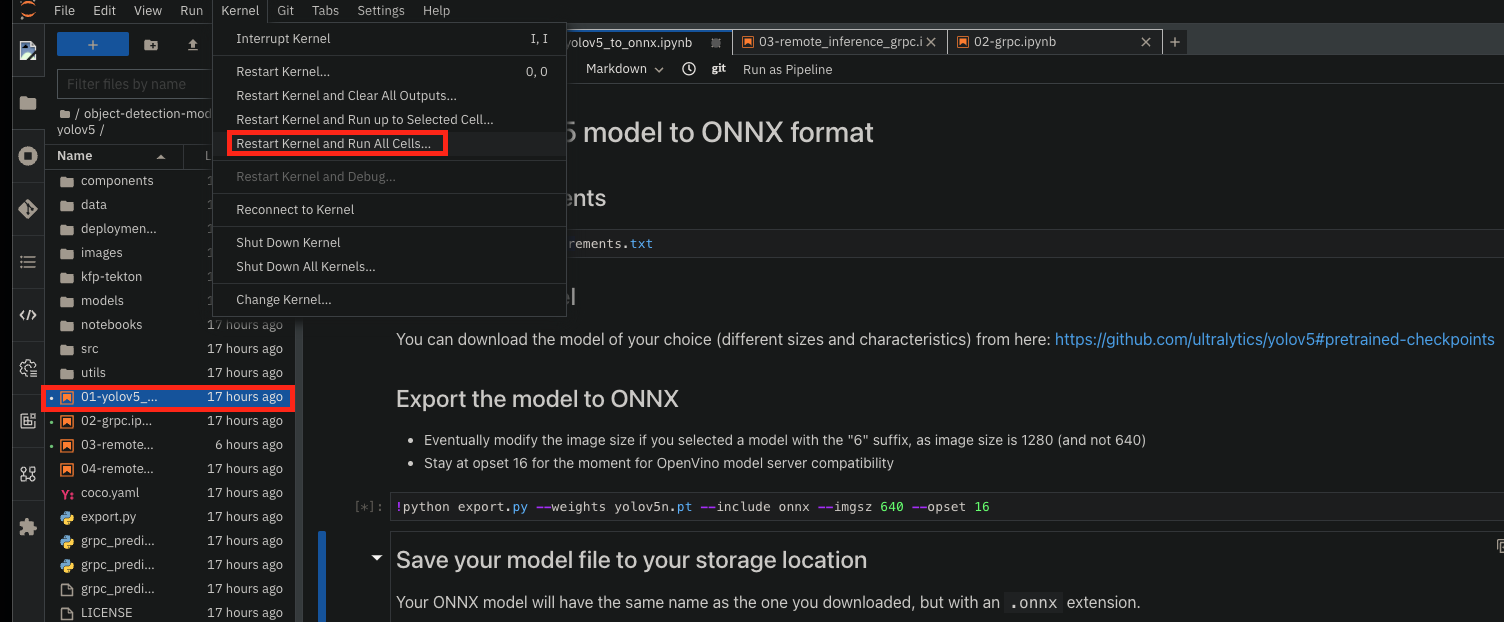 File Edit View Run Kernel Git Tabs Settings Help
Interrupt Kernel I, I
Restart Kernel... 0, 0
Restart Kernel and Clear All Outputs...
Restart Kernel and Run up to Selected Cell...
Restart Kernel and Run All Cells...
Restart Kernel and Debug...
Reconnect to Kernel
Shut Down Kernel
Shut Down All Kernels...
Change Kernel...
+
Filter files by name
/ object-detection-mod
yolov5 /
Name L
components 1
data 1
deploymen... 1
images 1
kfp-tekton 1
models 1
notebooks 17 hours ago
src 17 hours ago
utils 17 hours ago
01-yolov5_... 17 hours ago
02-grpc.ip... 17 hours ago
03-remote... 6 hours ago
04-remote... 17 hours ago
Y: coco.yaml 17 hours ago
export.py 17 hours ago
grpc_predi... 17 hours ago
grpc_predi... 17 hours ago
grpc_predi... 17 hours ago
LICENSE 17 hours ago
yolov5_to_onnx.ipynb 03-remote_inference_grpc.i 02-grpc.ipynb +
Markdown git Run as Pipeline
5 model to ONNX format
ents
rements.txt
el
You can download the model of your choice (different sizes and characteristics) from here: https://github.com/ultralytics/yolov5#pretrained-checkpoints
Export the model to ONNX
• Eventually modify the image size if you selected a model with the "6" suffix, as image size is 1280 (and not 640)
• Stay at opset 16 for the moment for OpenVino model server compatibility
[*]: !python export.py --weights yolov5n.pt --include onnx --imgsz 640 --opset 16
Save your model file to your storage location
Your ONNX model will have the same name as the one you downloaded, but with an .onnx extension.